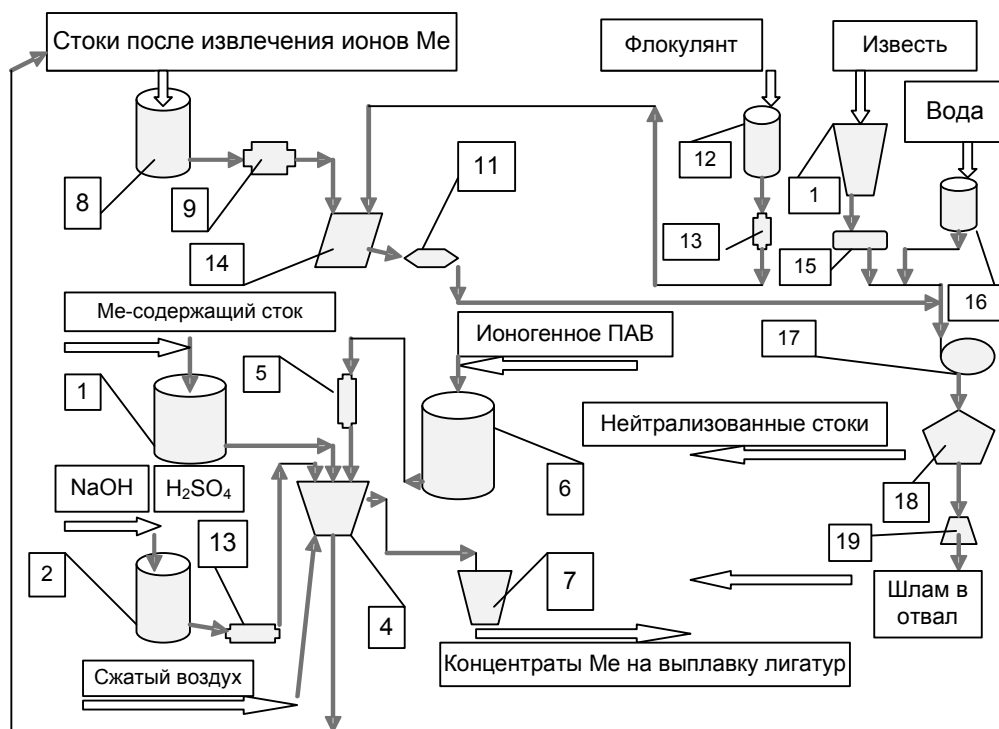 Стоки после извлечения ионов Ме
Флокулянт
Известь
Вода
8
9
11
12
1
14
13
15
16
Ме-содержащий сток
Ионогенное ПАВ
17
5
1
Нейтрализованные стоки
NaOH
H₂SO₄
6
18
13
19
2
4
7
Шлам в
отвал
Сжатый воздух
Концентраты Ме на выплавку лигатур